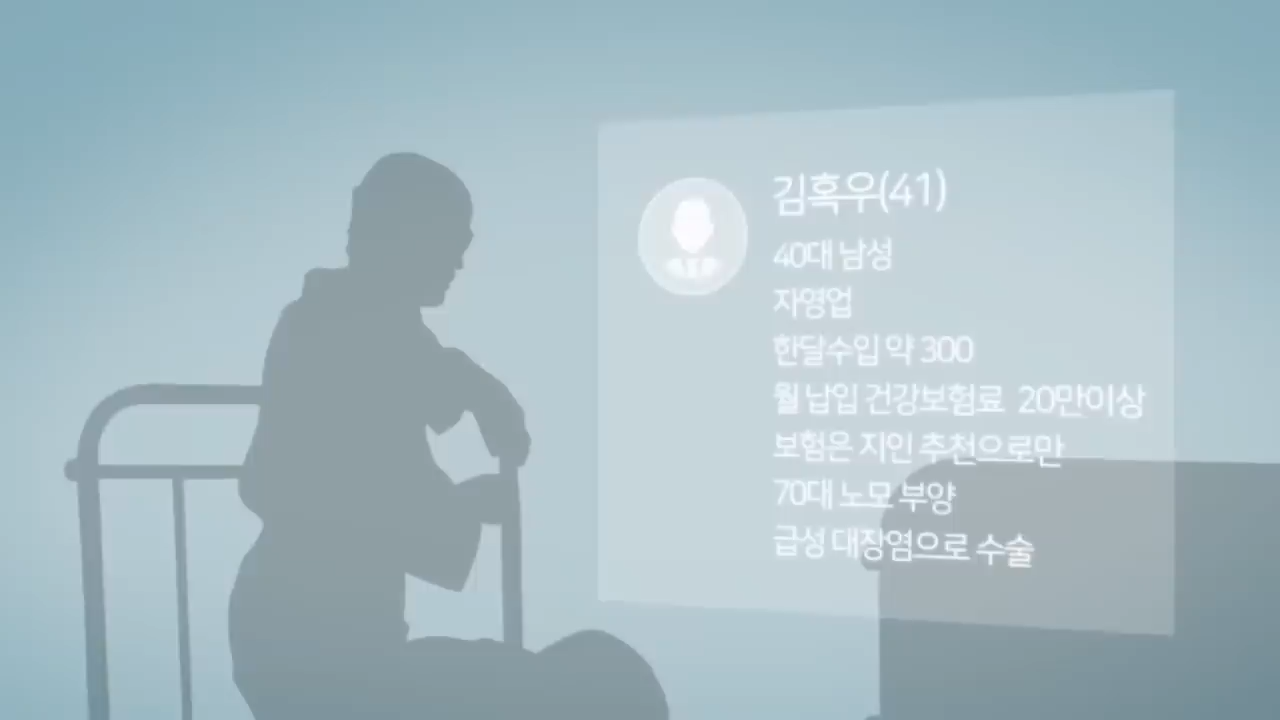 김혹우(41)
40대 남성
자영업
한달수입 약 300
월 납입 건강보험료 20만이상
보험은 지인 추천으로만
70대 노모 부양
급성 대장염으로 수술